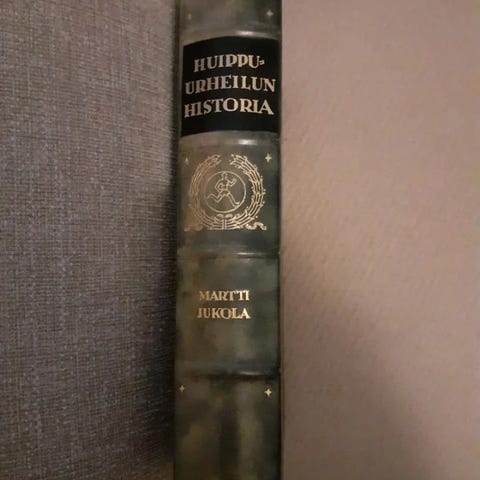 HUIPPU-
URHEILUN
HISTORIA
MARTTI
JUKOLA